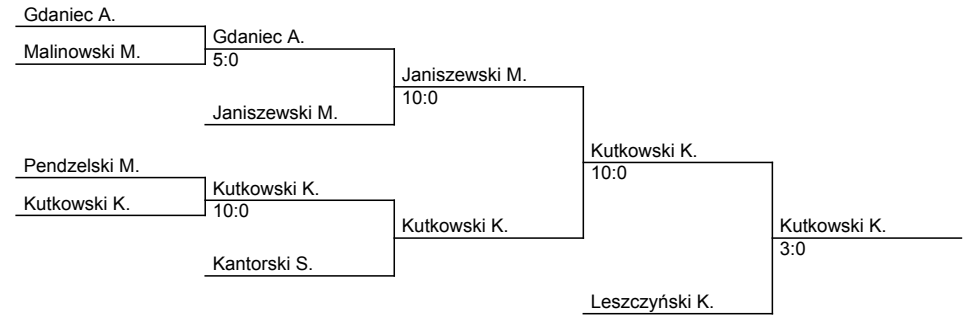 Gdaniec A.
Malinowski M.
Gdaniec A.
5:0
Janiszewski M.
Janiszewski M.
10:0
Pendzelski M.
Kutkowski K.
Kutkowski K.
10:0
Kantorski S.
Kutkowski K.
Kutkowski K.
10:0
Leszczyński K.
Kutkowski K.
3:0